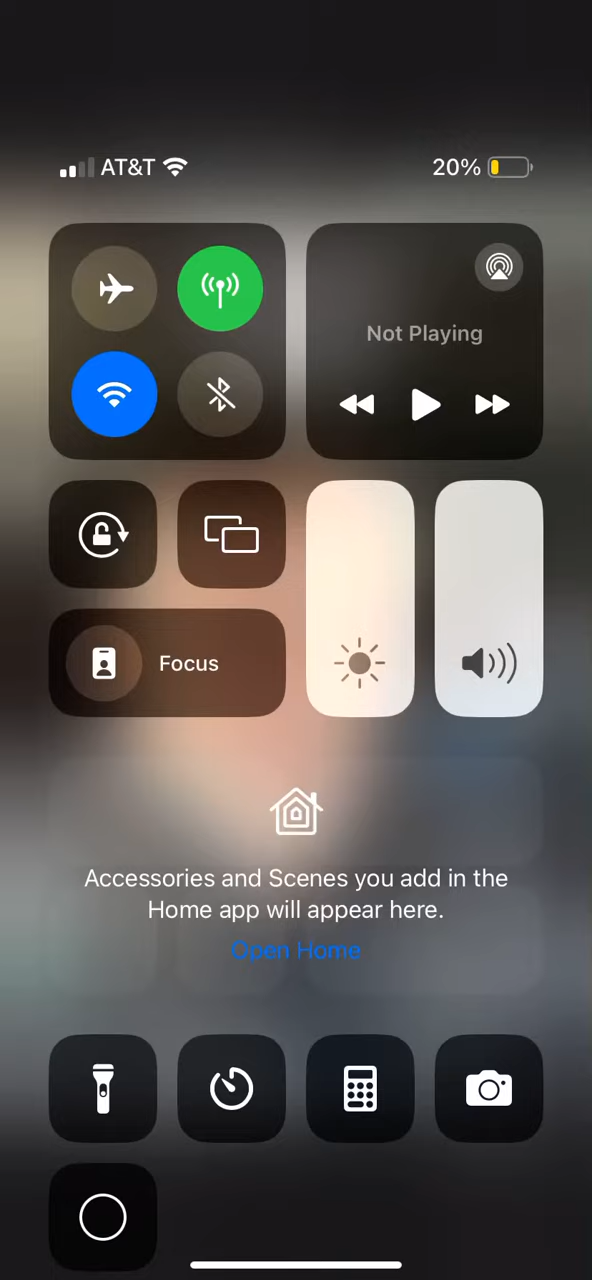 AT&T
20%
Not Playing
Focus
Accessories and Scenes you add in the
Home app will appear here.
Open Home